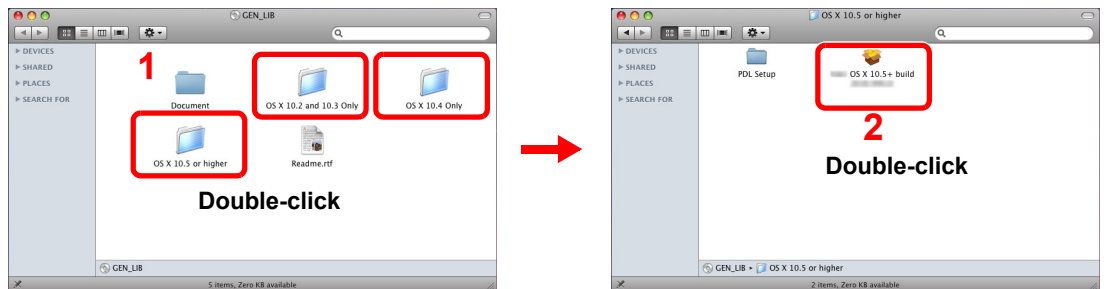 GEN_LIB
DEVICES
SHARED
PLACES
SEARCH FOR
1
Document
OS X 10.2 and 10.3 Only
OS X 10.4 Only
OS X 10.5 or higher
Readme.rtf
Double-click
GEN_LIB
5 items, Zero KB available
OS X 10.5 or higher
DEVICES
SHARED
PLACES
SEARCH FOR
PDL Setup
OS X 10.5+ build
2
Double-click
GEN_LIB ▸ OS X 10.5 or higher
2 items, Zero KB available